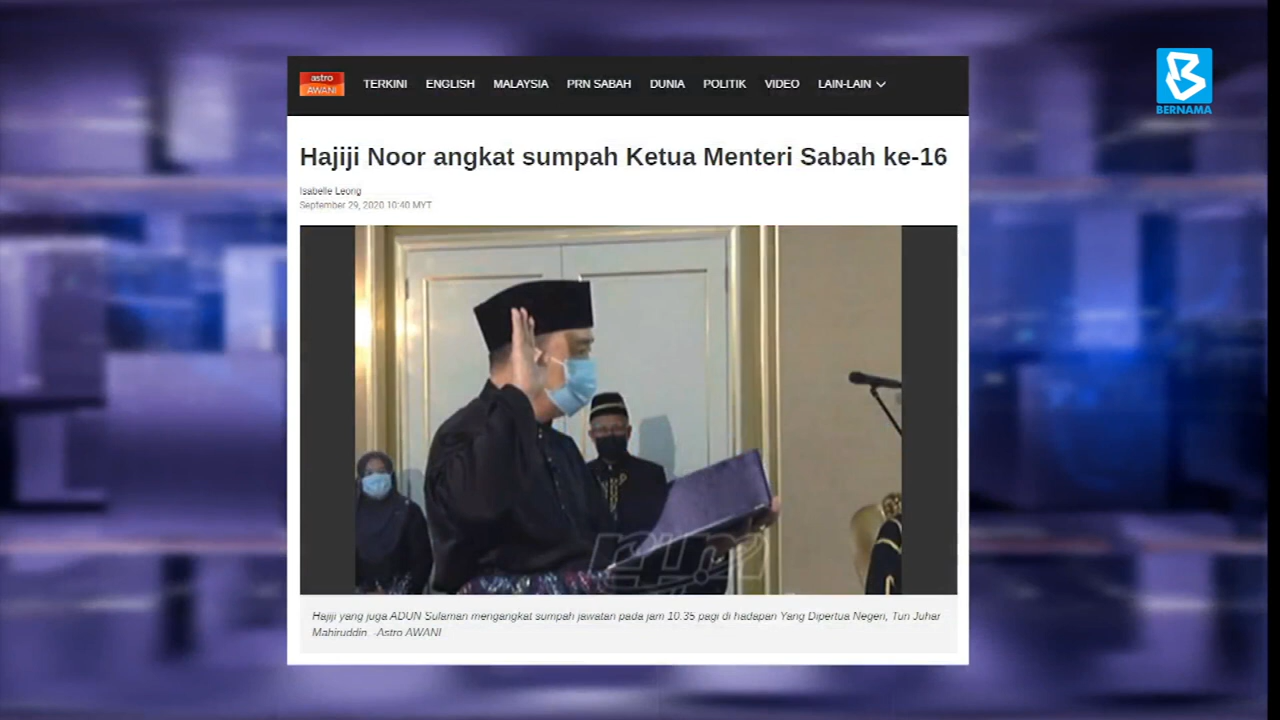 astro
AWANI
TERKINI ENGLISH MALAYSIA PRN SABAH DUNIA POLITIK VIDEO LAIN-LAIN
BERNAMA
Hajiji Noor angkat sumpah Ketua Menteri Sabah ke-16
Isabelle Leong
September 29, 2020 10:40 MYT
Hajiji yang juga ADUN Sulaman mengangkat sumpah jawatan pada jam 10.35 pagi di hadapan Yang Dipertua Negeri, Tun Juhar
Mahiruddin. -Astro AWANI